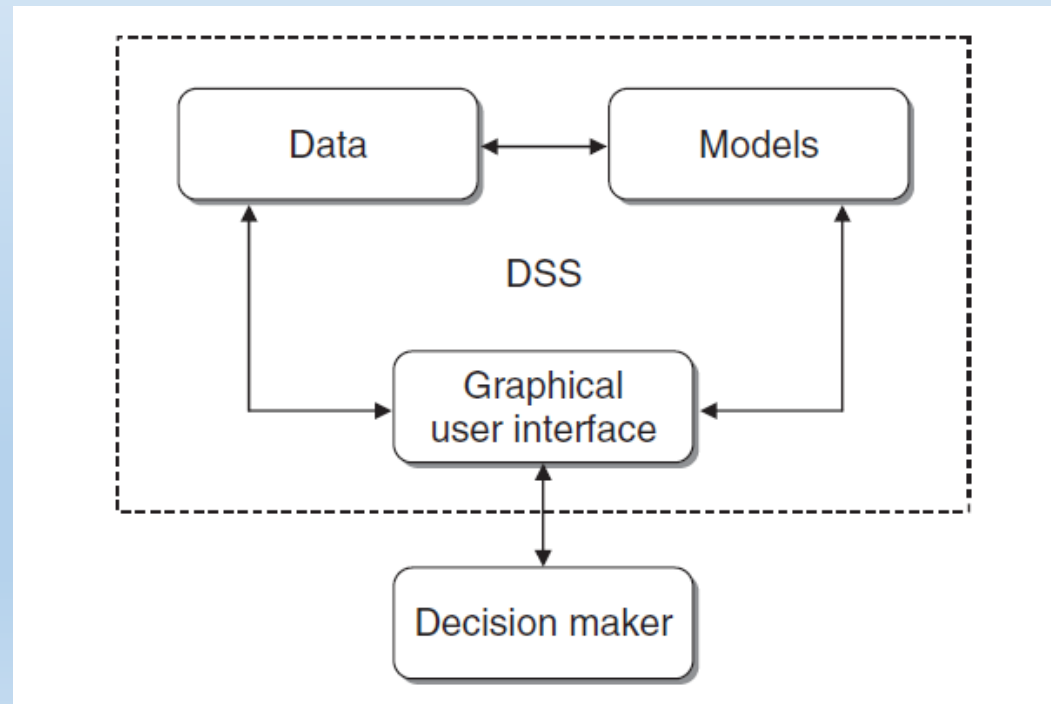 Data
Models
DSS
Graphical
user interface
Decision maker